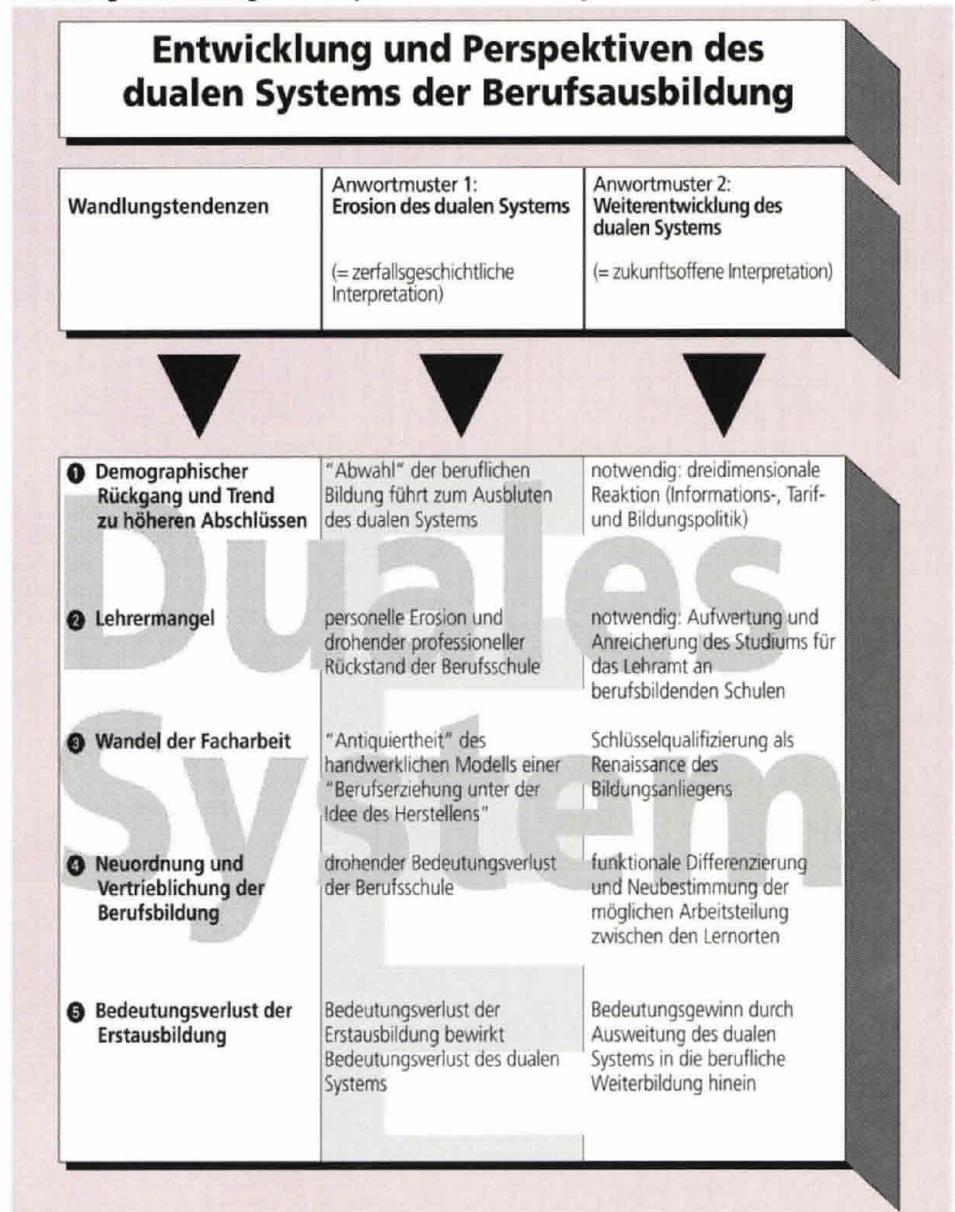 Entwicklung und Perspektiven des
dualen Systems der Berufsausbildung
Wandlungstendenzen
Anwortmuster 1:
Erosion des dualen Systems
(= zerfallsgeschichtliche
Interpretation)
Anwortmuster 2:
Weiterentwicklung des
dualen Systems
(= zukunftsoffene Interpretation)
❶ Demographischer
Rückgang und Trend
zu höheren Abschlüssen
"Abwahl" der beruflichen
Bildung führt zum Ausbluten
des dualen Systems
notwendig: dreidimensionale
Reaktion (Informations-, Tarif-
und Bildungspolitik)
❷ Lehrermangel
personelle Erosion und
drohender professioneller
Rückstand der Berufsschule
notwendig: Aufwertung und
Anreicherung des Studiums für
das Lehramt an
berufsbildenden Schulen
❸ Wandel der Facharbeit
"Antiquiertheit" des
handwerklichen Modells einer
"Berufserziehung unter der
Idee des Herstellens"
Schlüsselqualifizierung als
Renaissance des
Bildungsanliegens
❹ Neuordnung und
Vertrieblichung der
Berufsbildung
drohender Bedeutungsverlust
der Berufsschule
funktionale Differenzierung
und Neubestimmung der
möglichen Arbeitsteilung
zwischen den Lernorten
❺ Bedeutungsverlust der
Erstausbildung
Bedeutungsverlust der
Erstausbildung bewirkt
Bedeutungsverlust des dualen
Systems
Bedeutungsgewinn durch
Ausweitung des dualen
Systems in die berufliche
Weiterbildung hinein
Duales
System